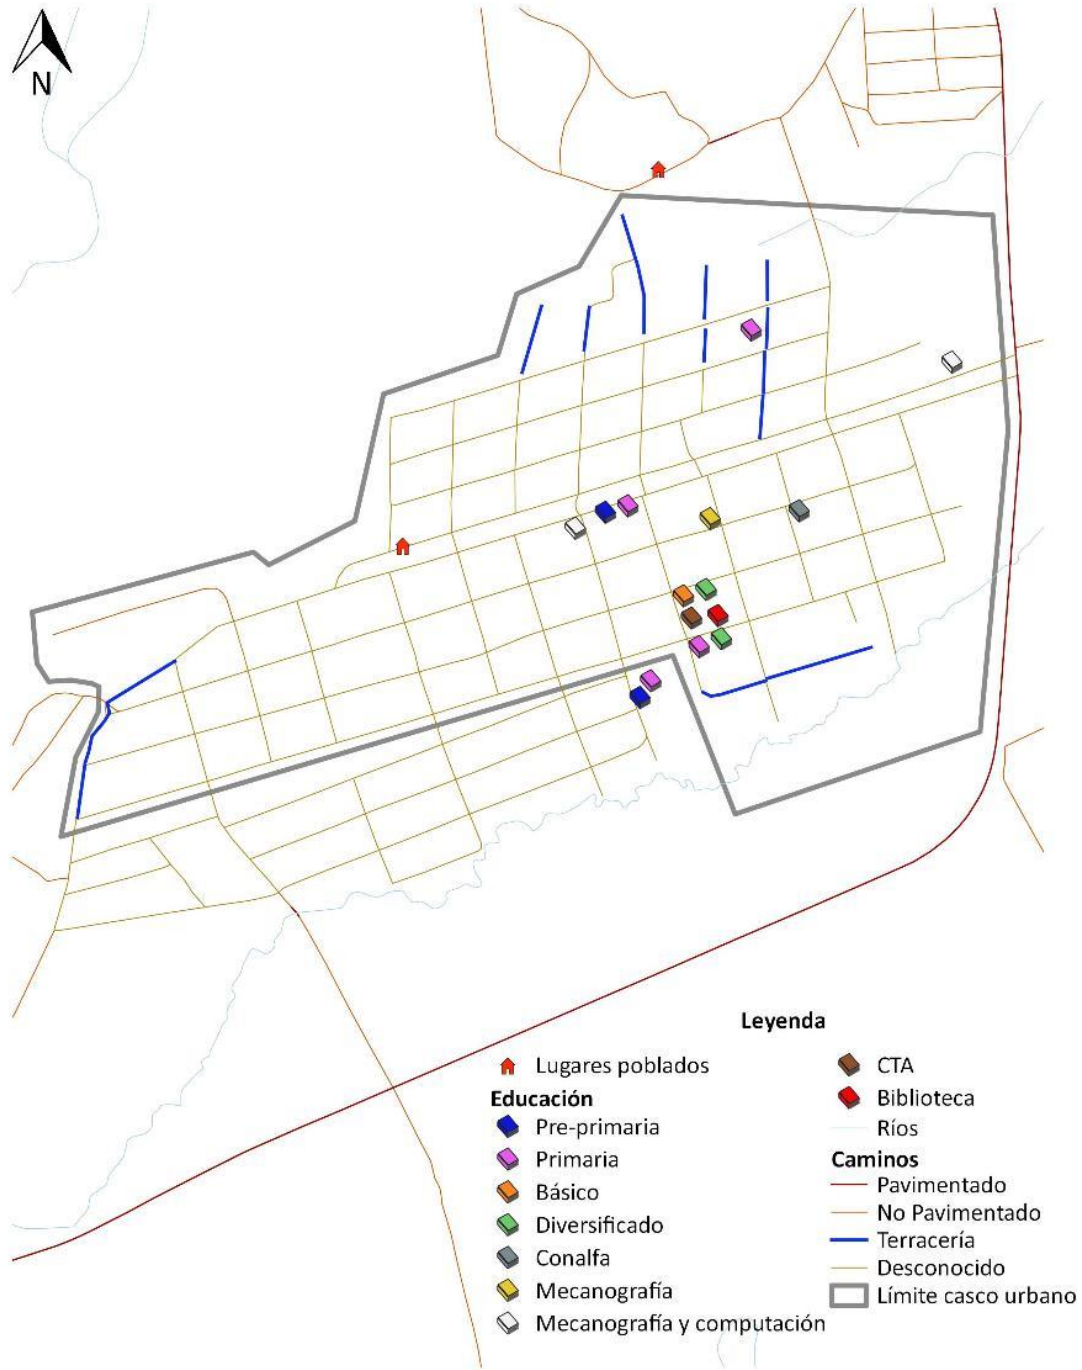 N
Leyenda
Lugares poblados
Educación
Pre-primaria
Primaria
Básico
Diversificado
Conalfa
Mecanografía
Mecanografía y computación
CTA
Biblioteca
Ríos
Caminos
Pavimentado
No Pavimentado
Terracería
Desconocido
Límite casco urbano